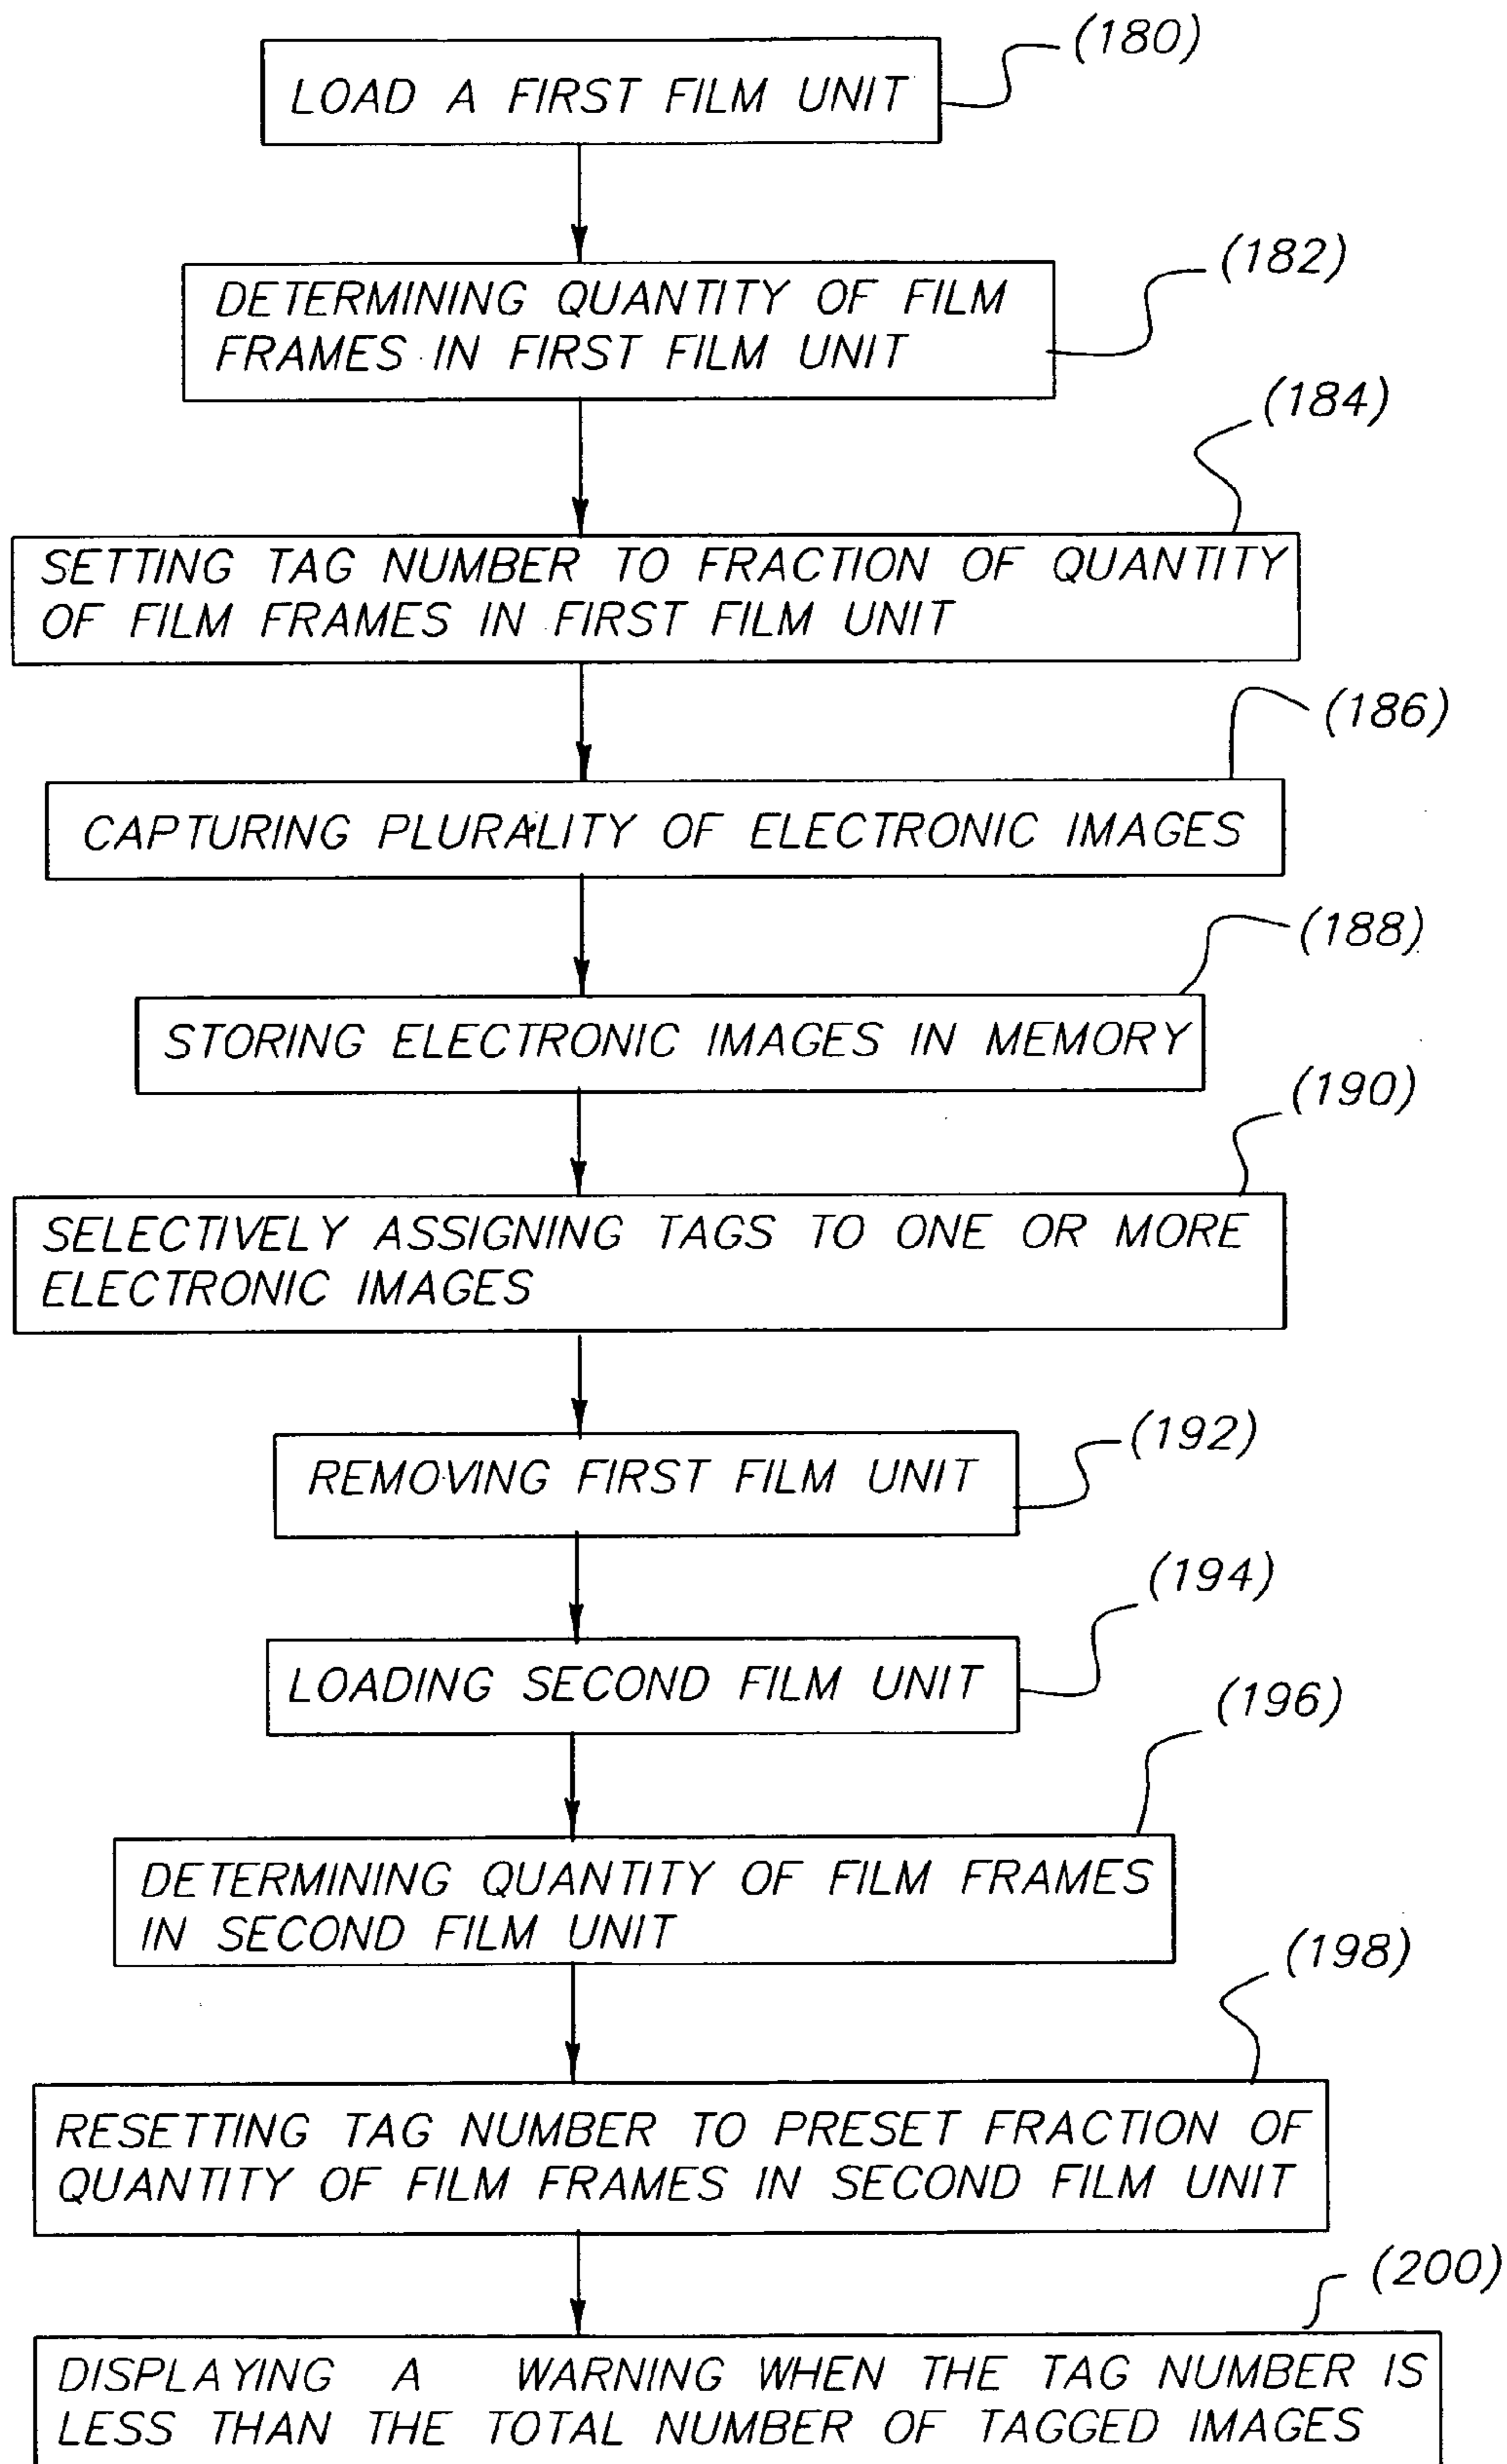 (180)
LOAD A FIRST FILM UNIT
(182)
DETERMINING QUANTITY OF FILM
FRAMES IN FIRST FILM UNIT
(184)
SETTING TAG NUMBER TO FRACTION OF QUANTITY
OF FILM FRAMES IN FIRST FILM UNIT
(186)
CAPTURING PLURALITY OF ELECTRONIC IMAGES
(188)
STORING ELECTRONIC IMAGES IN MEMORY
(190)
SELECTIVELY ASSIGNING TAGS TO ONE OR MORE
ELECTRONIC IMAGES
(192)
REMOVING FIRST FILM UNIT
(194)
LOADING SECOND FILM UNIT
(196)
DETERMINING QUANTITY OF FILM FRAMES
IN SECOND FILM UNIT
(198)
RESETTING TAG NUMBER TO PRESET FRACTION OF
QUANTITY OF FILM FRAMES IN SECOND FILM UNIT
(200)
DISPLAYING A WARNING WHEN THE TAG NUMBER IS
LESS THAN THE TOTAL NUMBER OF TAGGED IMAGES